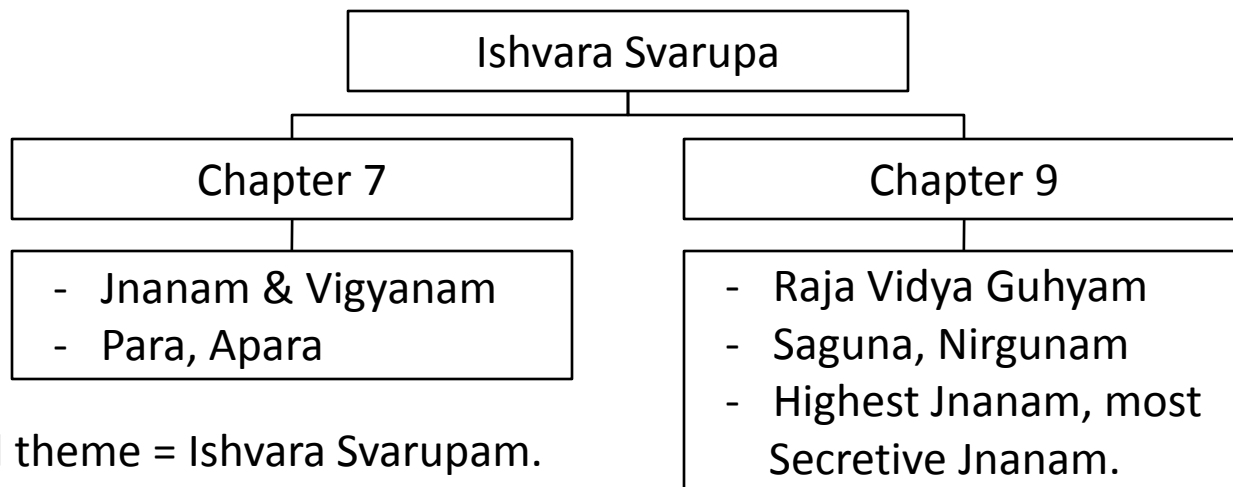 Ishvara Svarupa
Chapter 7
Chapter 9
- Jnanam & Vigyanam
- Para, Apara
- Raja Vidya Guhyam
- Saguna, Nirgunam
- Highest Jnanam, most
Secretive Jnanam.
theme = Ishvara Svarupam.